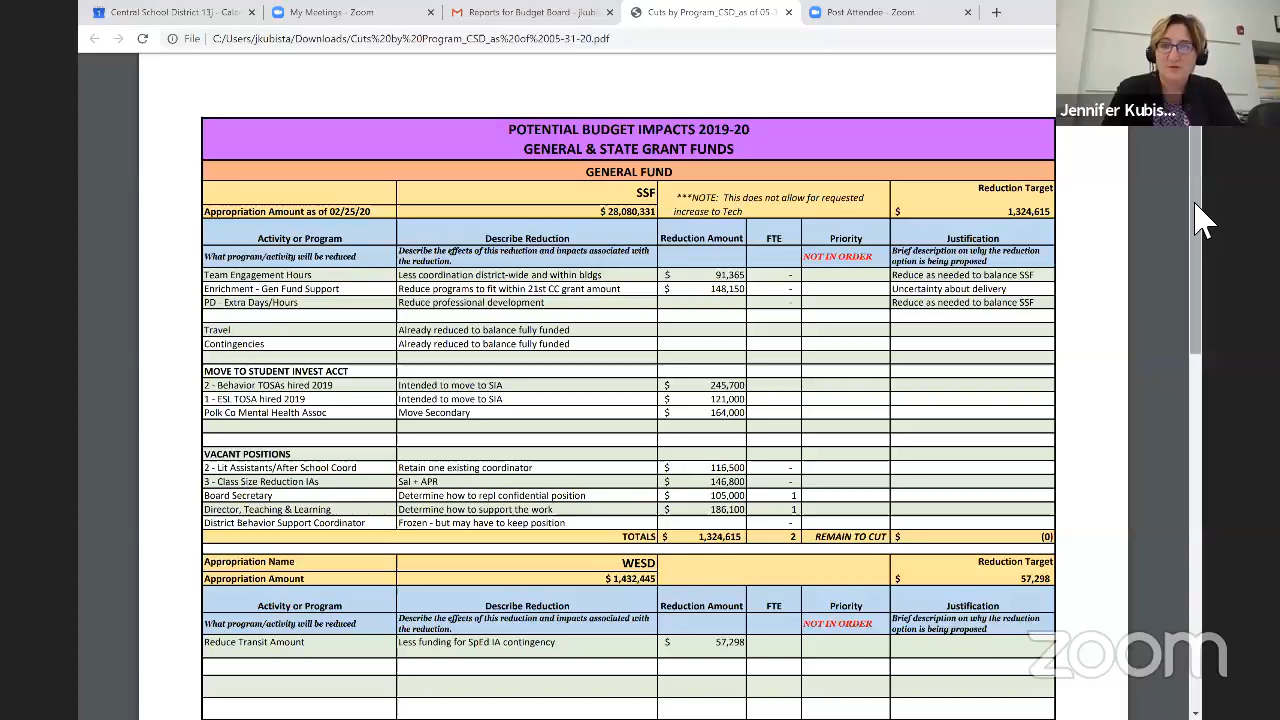 Central School District 13j - Cale
My Meetings - Zoom
Reports for Budget Board - jkubis
Cuts by Program_CSD_as of 05-
Post Attendee - Zoom
File C:/Users/jkubista/Downloads/Cuts%20by%20Program_CSD_as%20of%2005-31-20.pdf
Jennifer Kubis...
POTENTIAL BUDGET IMPACTS 2019-20
GENERAL & STATE GRANT FUNDS
GENERAL FUND
SSF ***NOTE: This does not allow for requested increase to Tech Reduction Target
Appropriation Amount as of 02/25/20 $ 28,080,331 $ 1,324,615
Activity or Program Describe Reduction Reduction Amount FTE Priority Justification
What program/activity will be reduced Describe the effects of this reduction and impacts associated with the reduction. NOT IN ORDER Brief description on why the reduction option is being proposed
Team Engagement Hours Less coordination district-wide and within bldgs $ 91,365 - Reduce as needed to balance SSF
Enrichment - Gen Fund Support Reduce programs to fit within 21st CC grant amount $ 148,150 - Uncertainty about delivery
PD - Extra Days/Hours Reduce professional development - Reduce as needed to balance SSF
Travel Already reduced to balance fully funded
Contingencies Already reduced to balance fully funded
MOVE TO STUDENT INVEST ACCT
2 - Behavior TOSAs hired 2019 Intended to move to SIA $ 245,700
1 - ESL TOSA hired 2019 Intended to move to SIA $ 121,000
Polk Co Mental Health Assoc Move Secondary $ 164,000
VACANT POSITIONS
2 - Lit Assistants/After School Coord Retain one existing coordinator $ 116,500 -
3 - Class Size Reduction IAs Sal + APR $ 146,800 -
Board Secretary Determine how to repl confidential position $ 105,000 1
Director, Teaching & Learning Determine how to support the work $ 186,100 1
District Behavior Support Coordinator Frozen - but may have to keep position -
TOTALS $ 1,324,615 2 REMAIN TO CUT $ (0)
Appropriation Name WESD Reduction Target
Appropriation Amount $ 1,432,445 $ 57,298
Activity or Program Describe Reduction Reduction Amount FTE Priority Justification
What program/activity will be reduced Describe the effects of this reduction and impacts associated with the reduction. NOT IN ORDER Brief description on why the reduction option is being proposed
Reduce Transit Amount Less funding for SpEd IA contingency $ 57,298
zoom